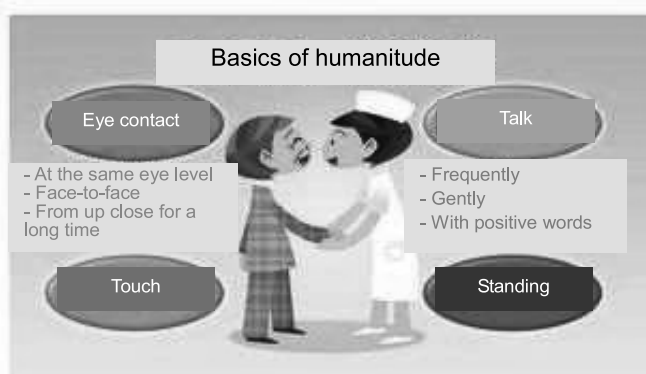 Basics of humanitude
Eye contact
- At the same eye level
- Face-to-face
- From up close for a
long time
Talk
- Frequently
- Gently
- With positive words
Touch
Standing